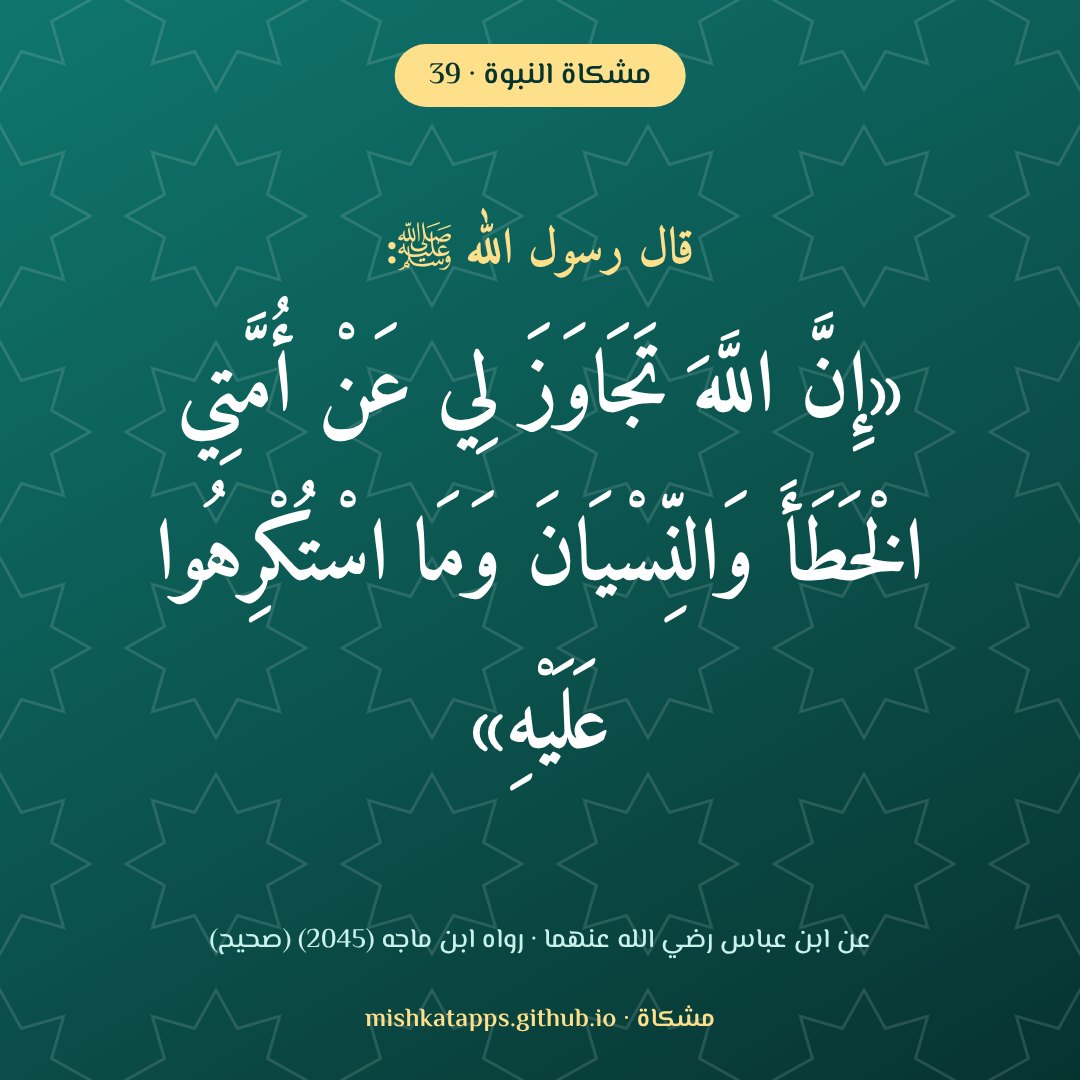 مشكاة النبوة · 39
قال رسول الله ﷺ:
«إِنَّ اللَّهَ تَجَاوَزَ لِي عَنْ أُمَّتِي
الْخَطَأَ وَالنِّسْيَانَ وَمَا اسْتُكْرِهُوا
عَلَيْهِ»
عن ابن عباس رضي الله عنهما · رواه ابن ماجه (2045) (صحيح)
مشكاة · mishkatapps.github.io